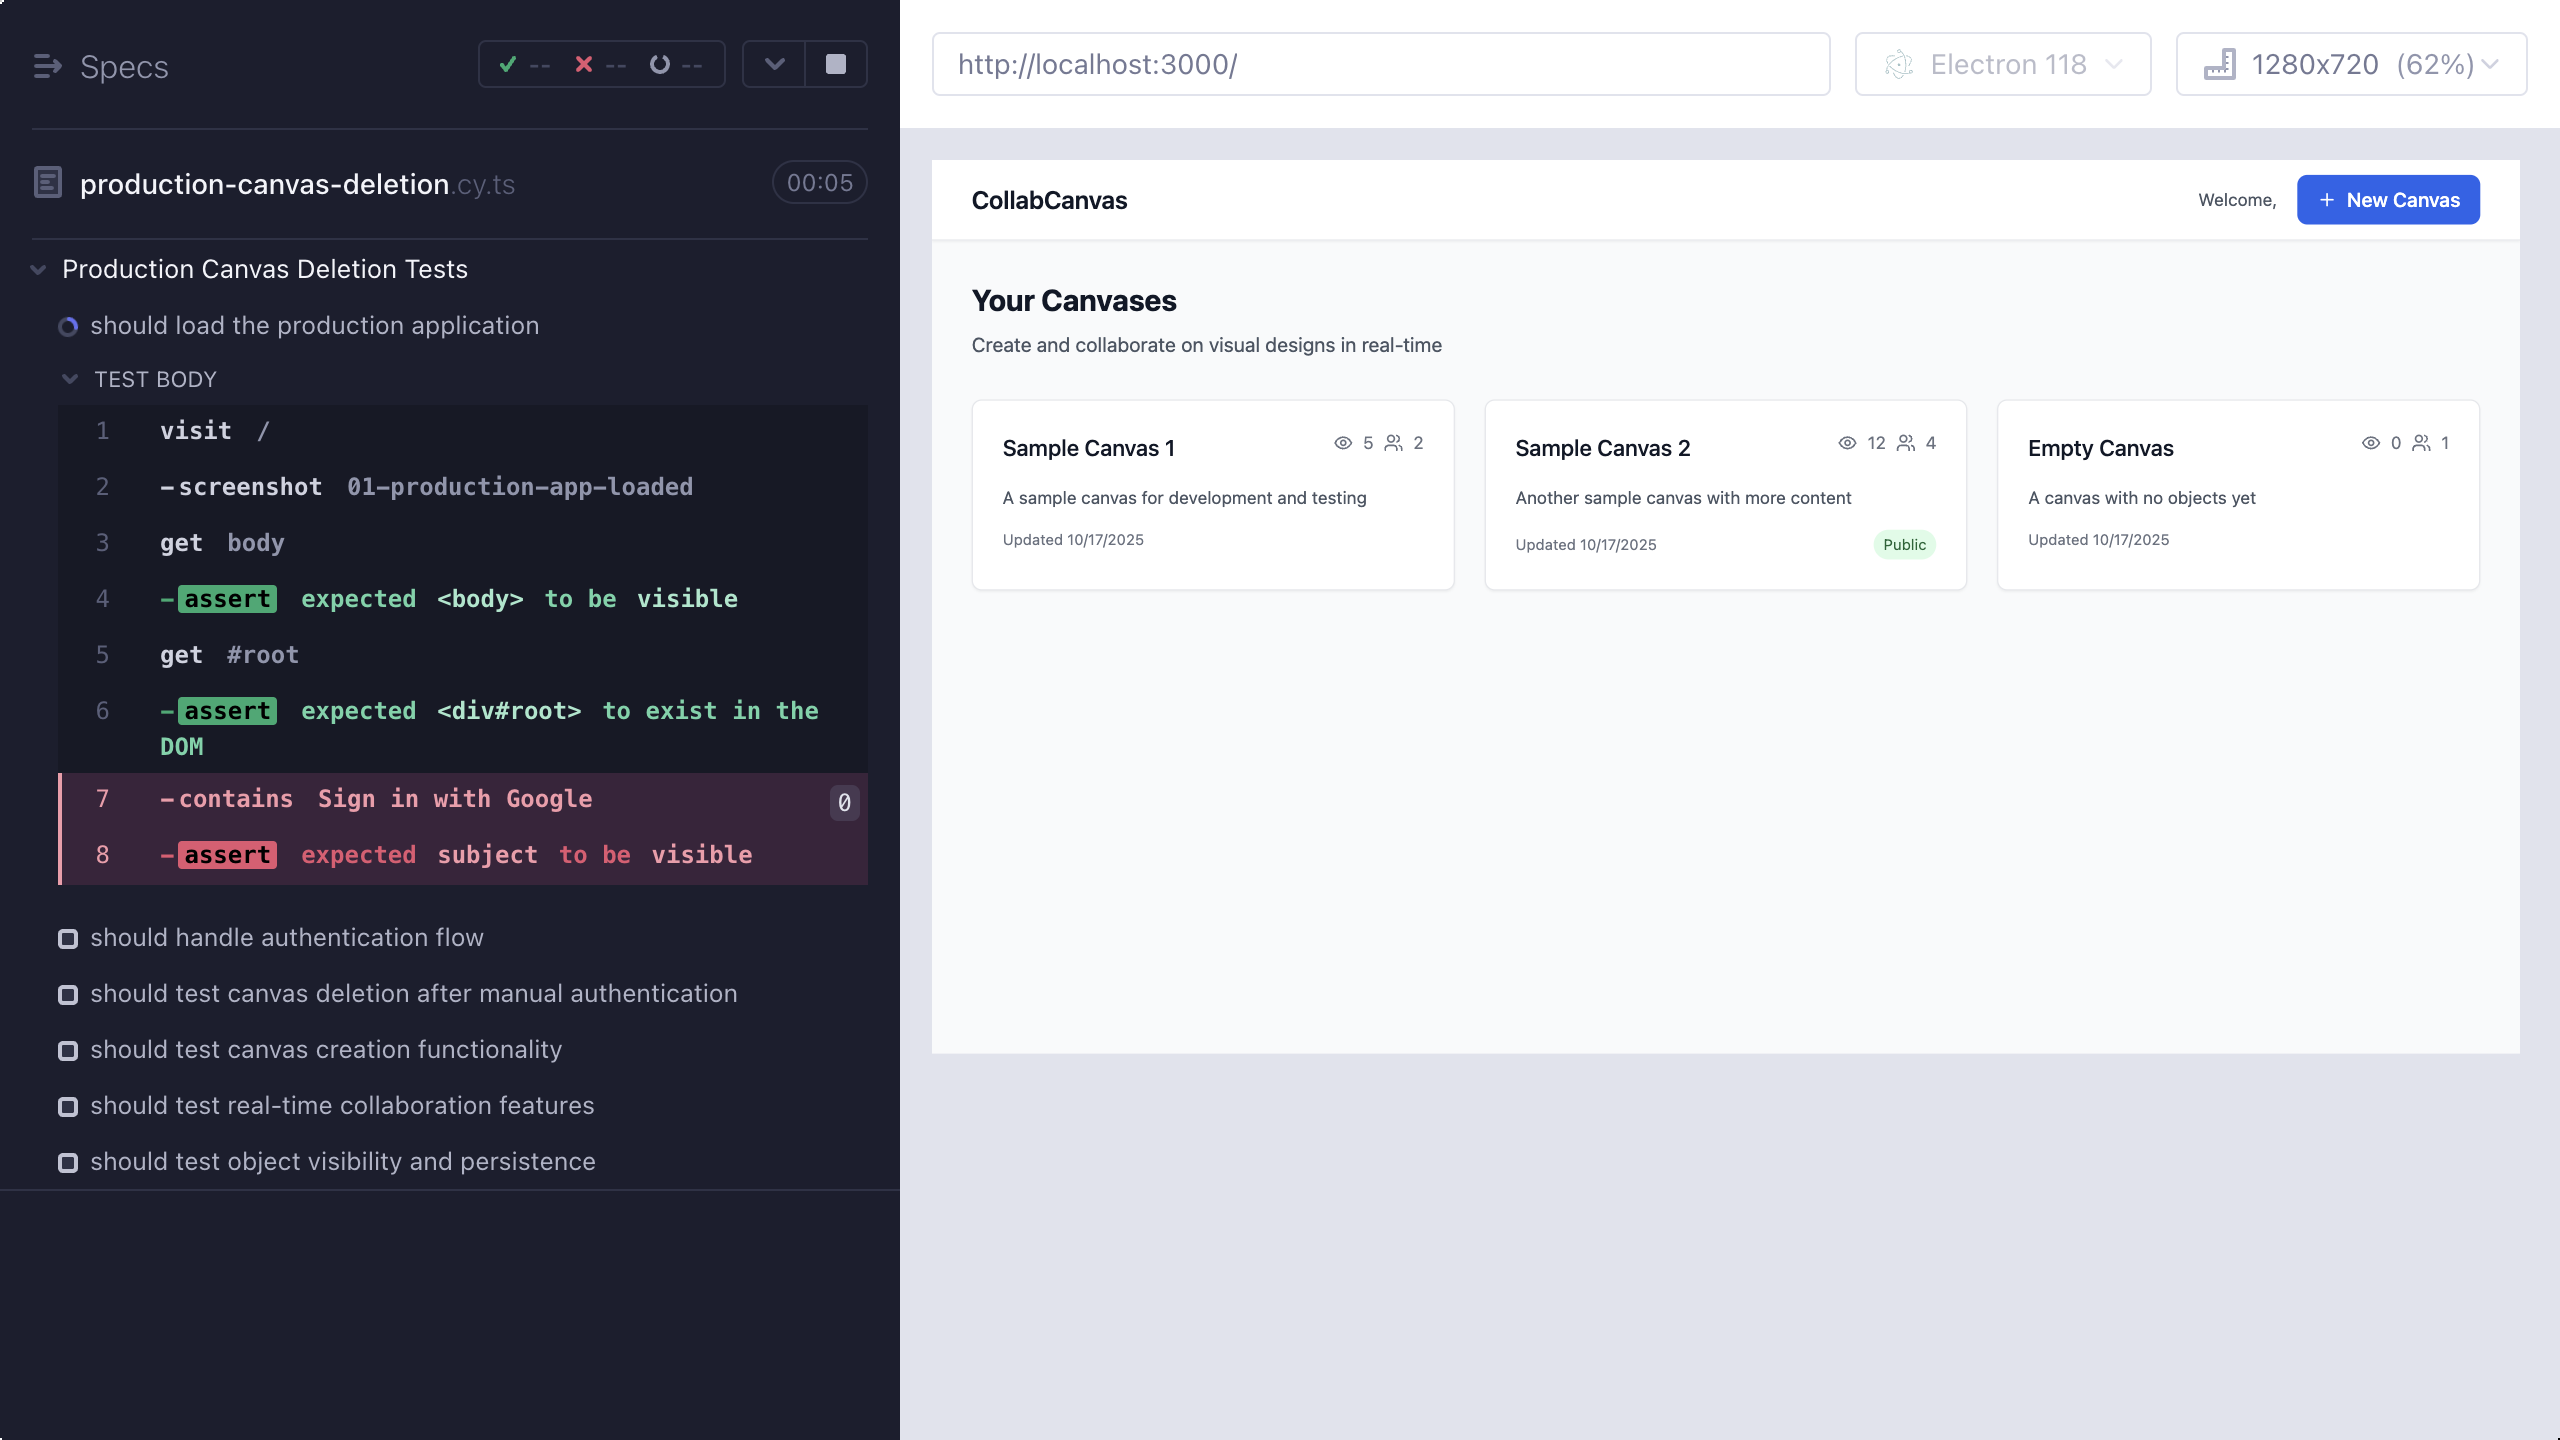 Specs
-- -- --
production-canvas-deletion.cy.ts 00:05
Production Canvas Deletion Tests
should load the production application
TEST BODY
1 visit /
2 -screenshot 01-production-app-loaded
3 get body
4 -assert expected <body> to be visible
5 get #root
6 -assert expected <div#root> to exist in the
DOM
7 -contains Sign in with Google 0
8 -assert expected subject to be visible
should handle authentication flow
should test canvas deletion after manual authentication
should test canvas creation functionality
should test real-time collaboration features
should test object visibility and persistence
http://localhost:3000/ Electron 118 1280x720 (62%)
CollabCanvas Welcome, + New Canvas
Your Canvases
Create and collaborate on visual designs in real-time
Sample Canvas 1 5 2
A sample canvas for development and testing
Updated 10/17/2025
Sample Canvas 2 12 4
Another sample canvas with more content
Updated 10/17/2025 Public
Empty Canvas 0 1
A canvas with no objects yet
Updated 10/17/2025